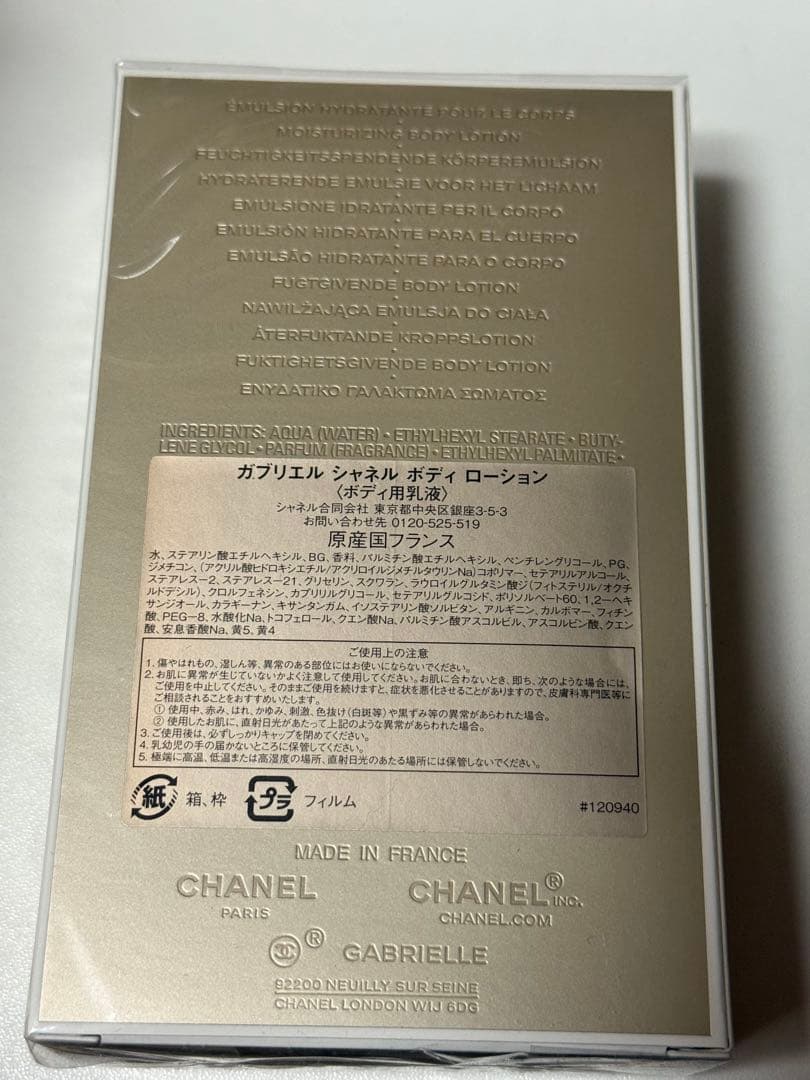 ÉMULSION HYDRATANTE POUR LE CORPS
MOISTURIZING BODY LOTION
FEUCHTIGKEITSSPENDENDE KÖRPEREMULSION
HYDRATERENDE EMULSIE VOOR HET LICHAAM
EMULSIONE IDRATANTE PER IL CORPO
EMULSIÓN HIDRATANTE PARA EL CUERPO
EMULSÃO HIDRATANTE PARA O CORPO
FUGTGIVENDE BODY LOTION
NAWILŻAJĄCA EMULSJA DO CIAŁA
ÅTERFUKTANDE KROPPSLOTION
FUKTIGHETSGIVENDE BODY LOTION
ΕΝΥΔΑΤΙΚΟ ΓΑΛΑΚΤΩΜΑ ΣΩΜΑΤΟΣ
INGREDIENTS: AQUA (WATER) • ETHYLHEXYL STEARATE • BUTY-
LENE GLYCOL • PARFUM (FRAGRANCE) • ETHYLHEXYL PALMITATE •
ガブリエル シャネル ボディ ローション
〈ボディ用乳液〉
シャネル合同会社 東京都中央区銀座3-5-3
お問い合わせ先 0120-525-519
原産国フランス
水、ステアリン酸エチルヘキシル、BG、香料、パルミチン酸エチルヘキシル、ペンチレングリコール、PG、
ジメチコン、(アクリル酸ヒドロキシエチル/アクリロイルジメチルタウリンNa)コポリマー、セテアリルアルコール、
ステアレス-2、ステアレス-21、グリセリン、スクワラン、ラウロイルグルタミン酸ジ(フィトステリル/オクチ
ルドデシル)、クロルフェネシン、カプリリルグリコール、セテアリルグルコシド、ポリソルベート60、1,2-ヘキ
サンジオール、カラギーナン、キサンタンガム、イソステアリン酸ソルビタン、アルギニン、カルボマー、フィチン
酸、PEG-8、水酸化Na、トコフェロール、クエン酸Na、パルミチン酸アスコルビル、アスコルビン酸、クエン
酸、安息香酸Na、黄5、黄4
ご使用上の注意
1. 傷やはれもの、湿しん等、異常のある部位にはお使いにならないでください。
2. お肌に異常が生じていないかよく注意して使用してください。お肌に合わないとき、即ち、次のような場合には、
ご使用を中止してください。そのままご使用を続けますと、症状を悪化させることがありますので、皮膚科専門医等に
ご相談されることをおすすめいたします。
① 使用中、赤み、はれ、かゆみ、刺激、色抜け(白斑等)や黒ずみ等の異常があらわれた場合。
② 使用したお肌に、直射日光があたって上記のような異常があらわれた場合。
3. ご使用後は、必ずしっかりキャップを閉めてください。
4. 乳幼児の手の届かないところに保管してください。
5. 極端に高温、低温または高湿度の場所、直射日光のあたる場所には保管しないでください。
紙 箱、枠 プラ フィルム
#120940
MADE IN FRANCE
CHANEL CHANEL® INC.
PARIS CHANEL.COM
® GABRIELLE
92200 NEUILLY SUR SEINE
CHANEL LONDON W1J 6DG